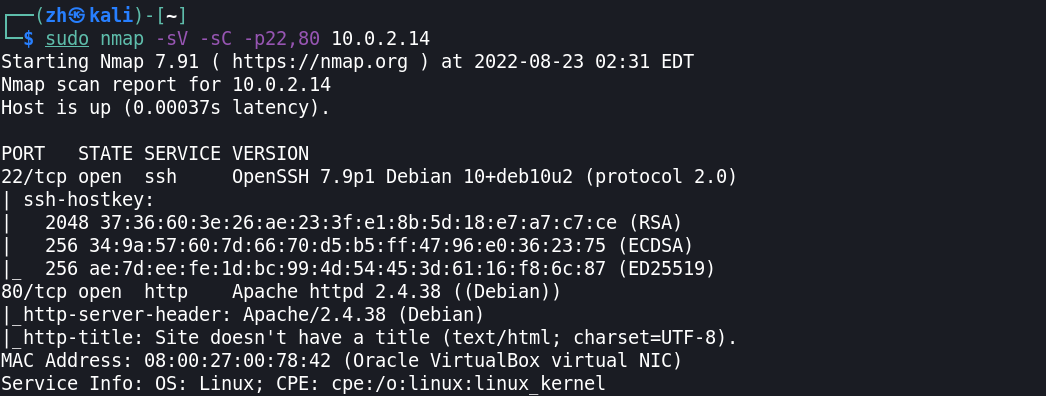 ┌──(zh㉿kali)-[~]
└─$ sudo nmap -sV -sC -p22,80 10.0.2.14
Starting Nmap 7.91 ( https://nmap.org ) at 2022-08-23 02:31 EDT
Nmap scan report for 10.0.2.14
Host is up (0.00037s latency).

PORT   STATE SERVICE VERSION
22/tcp open  ssh     OpenSSH 7.9p1 Debian 10+deb10u2 (protocol 2.0)
| ssh-hostkey:
|   2048 37:36:60:3e:26:ae:23:3f:e1:8b:5d:18:e7:a7:c7:ce (RSA)
|   256 34:9a:57:60:7d:66:70:d5:b5:ff:47:96:e0:36:23:75 (ECDSA)
|_  256 ae:7d:ee:fe:1d:bc:99:4d:54:45:3d:61:16:f8:6c:87 (ED25519)
80/tcp open  http    Apache httpd 2.4.38 ((Debian))
|_http-server-header: Apache/2.4.38 (Debian)
|_http-title: Site doesn't have a title (text/html; charset=UTF-8).
MAC Address: 08:00:27:00:78:42 (Oracle VirtualBox virtual NIC)
Service Info: OS: Linux; CPE: cpe:/o:linux:linux_kernel